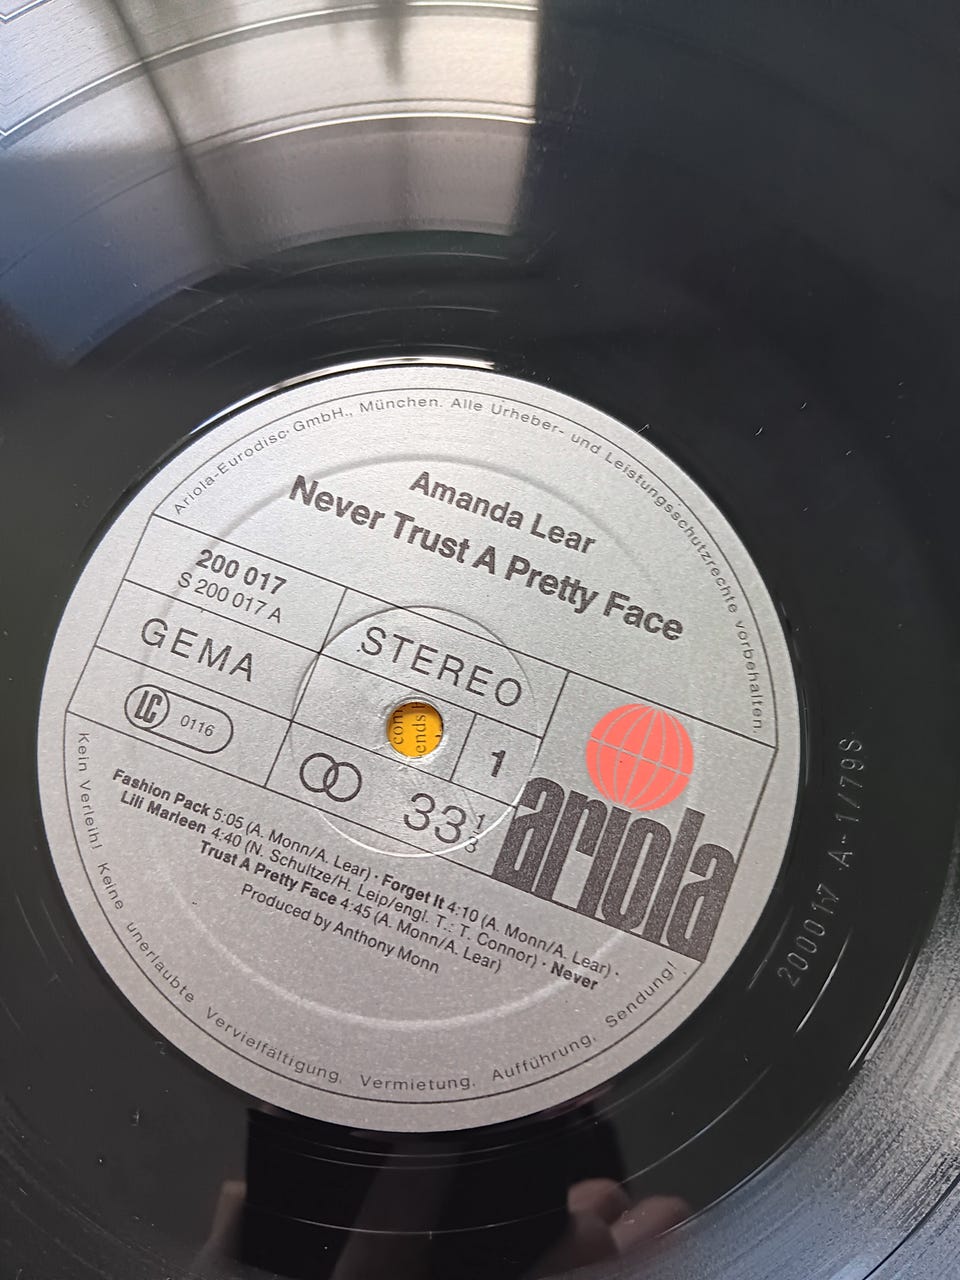 Ariola-Eurodisc-GmbH., München. Alle Urheber- und Leistungsschutzrechte vorbehalten.
Amanda Lear
Never Trust A Pretty Face
200 017
S 200 017 A
STEREO
GEMA
LC 0116
1
33 1/3
ariola
Fashion Pack 5:05 (A. Monn/A. Lear) · Forget It 4:10 (A. Monn/A. Lear) ·
Lili Marleen 4:40 (N. Schultze/H. Leip/engl. T.: T. Connor) · Never
Trust A Pretty Face 4:45 (A. Monn/A. Lear)
Produced by Anthony Monn
Kein Verleih! Keine unerlaubte Vervielfältigung, Vermietung, Aufführung, Sendung!
200017 A-1/79S
com
ends